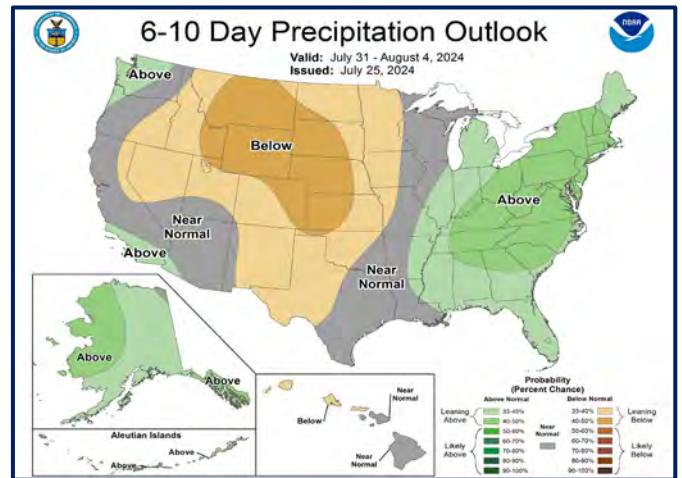 6-10 Day Precipitation Outlook
Valid: July 31 - August 4, 2024
Issued: July 25, 2024
NOAA
Above
Below
Near
Normal
Above
Above
Near
Normal
Above
Above
Aleutian Islands
Above
Above
Below
Near
Normal
Near
Normal
Probability
(Percent Chance)
Above Normal
Below Normal
Leaning
Above
33-40%
40-50%
Likely
Above
50-60%
60-70%
70-80%
80-90%
90-100%
Near
Normal
33-40%
40-50%
Leaning
Below
50-60%
60-70%
70-80%
80-90%
90-100%
Likely
Below